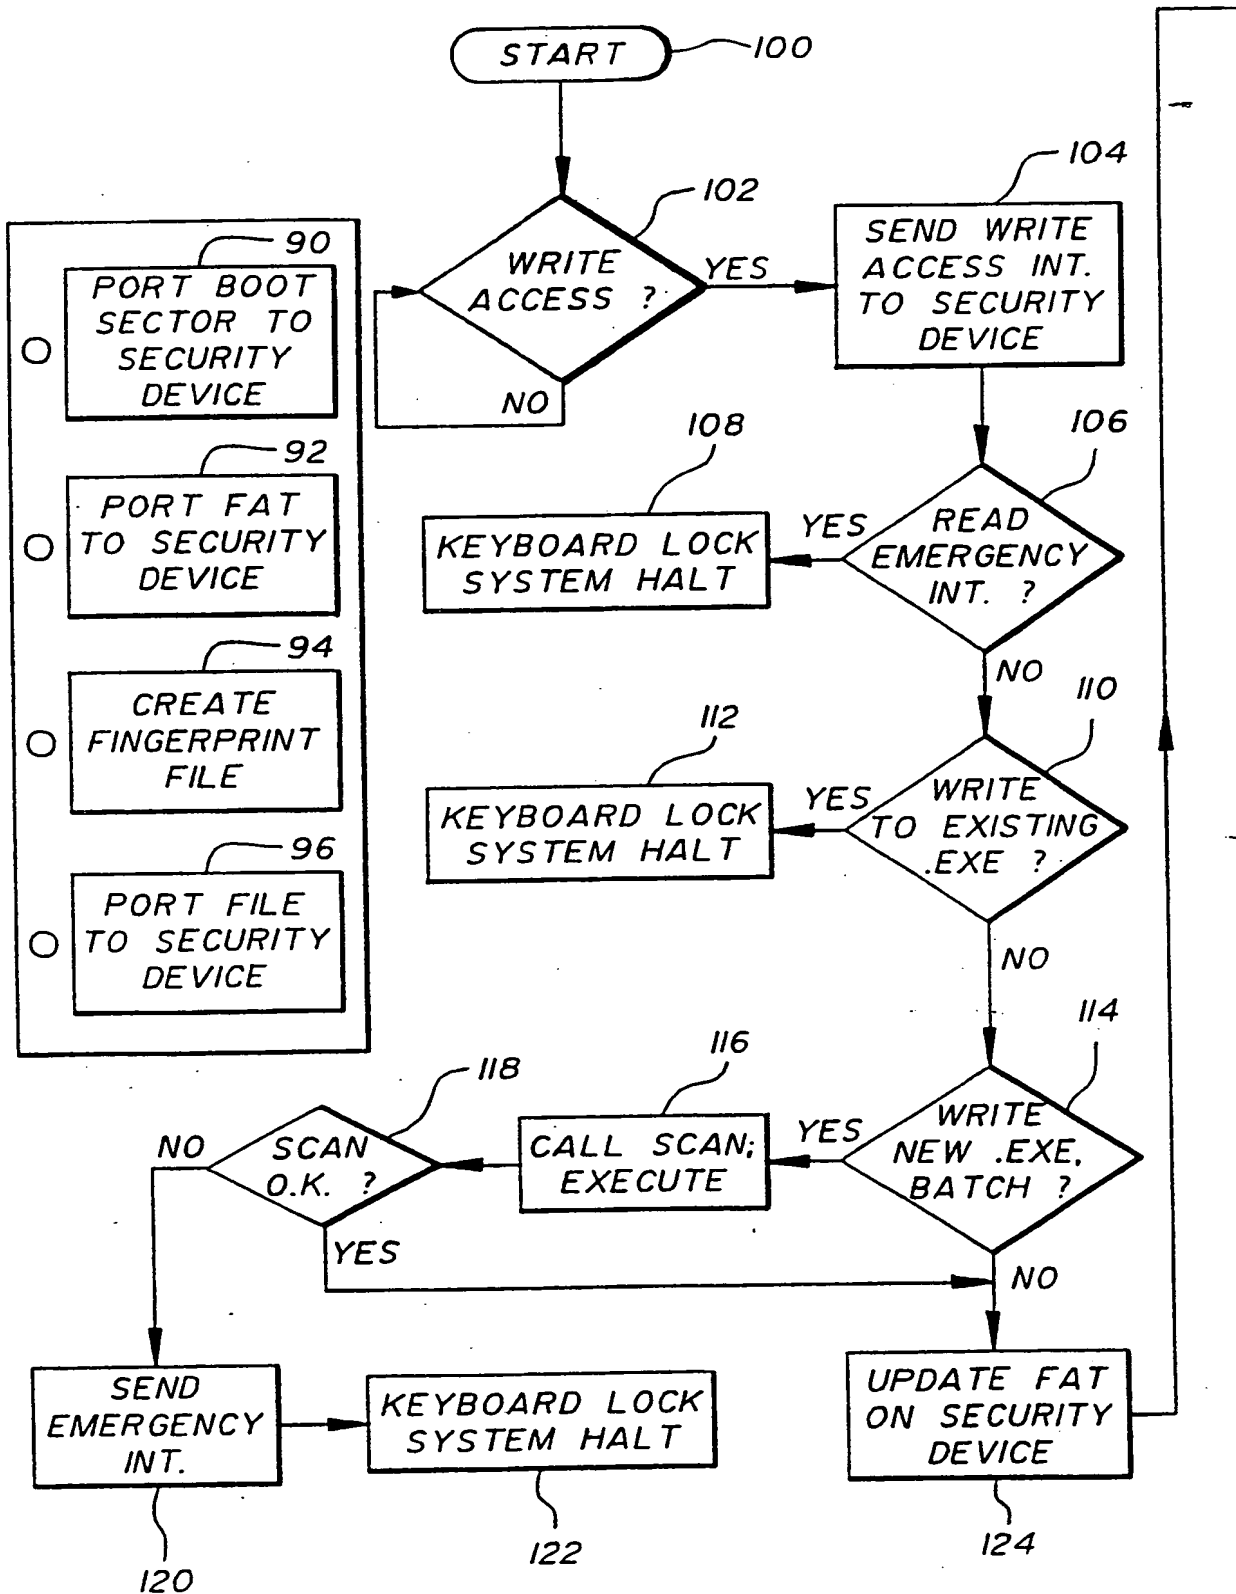 START
100
102
WRITE
ACCESS ?
YES
NO
104
SEND WRITE
ACCESS INT.
TO SECURITY
DEVICE
90
PORT BOOT
SECTOR TO
SECURITY
DEVICE
92
PORT FAT
TO SECURITY
DEVICE
94
CREATE
FINGERPRINT
FILE
96
PORT FILE
TO SECURITY
DEVICE
106
READ
EMERGENCY
INT. ?
YES
NO
108
KEYBOARD LOCK
SYSTEM HALT
110
WRITE
TO EXISTING
.EXE ?
YES
NO
112
KEYBOARD LOCK
SYSTEM HALT
114
WRITE
NEW .EXE,
BATCH ?
YES
NO
116
CALL SCAN;
EXECUTE
118
SCAN
O.K. ?
NO
YES
SEND
EMERGENCY
INT.
120
KEYBOARD LOCK
SYSTEM HALT
122
UPDATE FAT
ON SECURITY
DEVICE
124